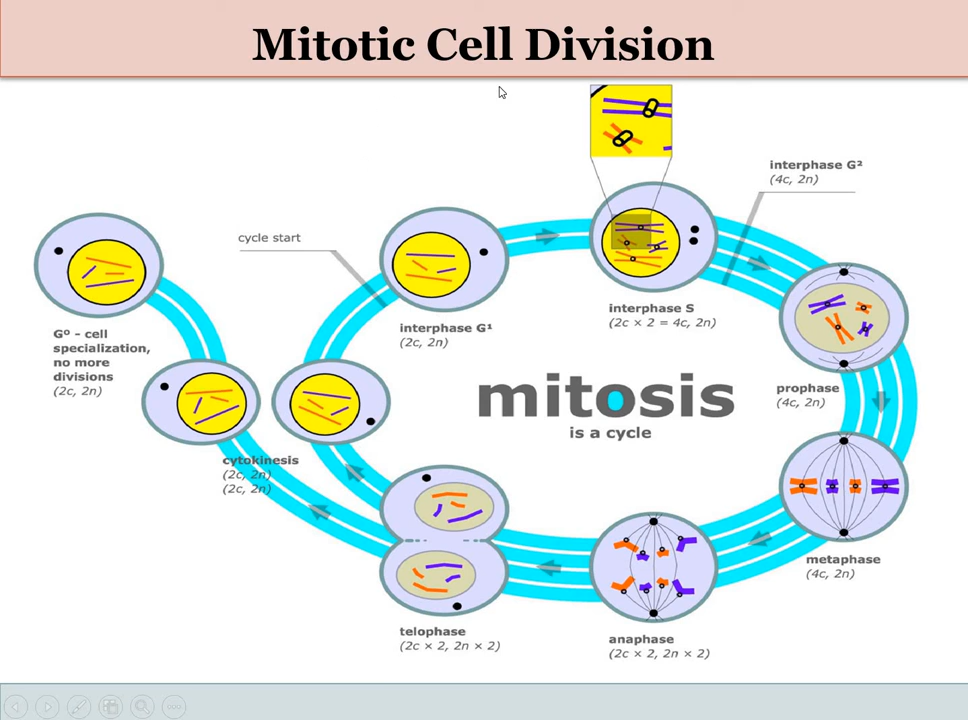 Mitotic Cell Division
interphase G²
(4c, 2n)
cycle start
interphase G¹
(2c, 2n)
interphase S
(2c × 2 = 4c, 2n)
G⁰ - cell
specialization,
no more
divisions
(2c, 2n)
prophase
(4c, 2n)
mitosis
is a cycle
cytokinesis
(2c, 2n)
(2c, 2n)
metaphase
(4c, 2n)
telophase
(2c × 2, 2n × 2)
anaphase
(2c × 2, 2n × 2)